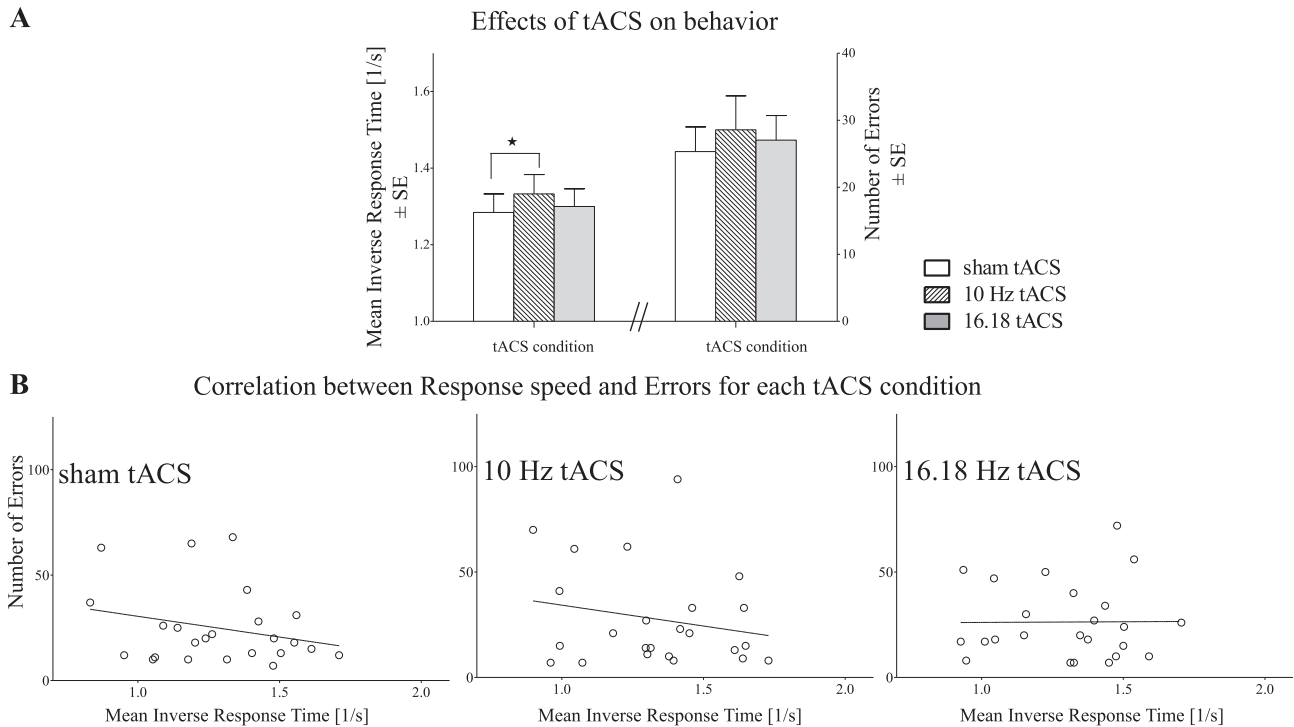 A
Effects of tACS on behavior
Mean Inverse Response Time [1/s]
± SE
1.6
1.4
1.2
1.0
★
//
tACS condition
tACS condition
40
30
20
10
0
Number of Errors
± SE
sham tACS
10 Hz tACS
16.18 tACS
B
Correlation between Response speed and Errors for each tACS condition
Number of Errors
100
50
0
sham tACS
1.0 1.5 2.0
Mean Inverse Response Time [1/s]
100
50
0
10 Hz tACS
1.0 1.5 2.0
Mean Inverse Response Time [1/s]
100
50
0
16.18 Hz tACS
1.0 1.5 2.0
Mean Inverse Response Time [1/s]